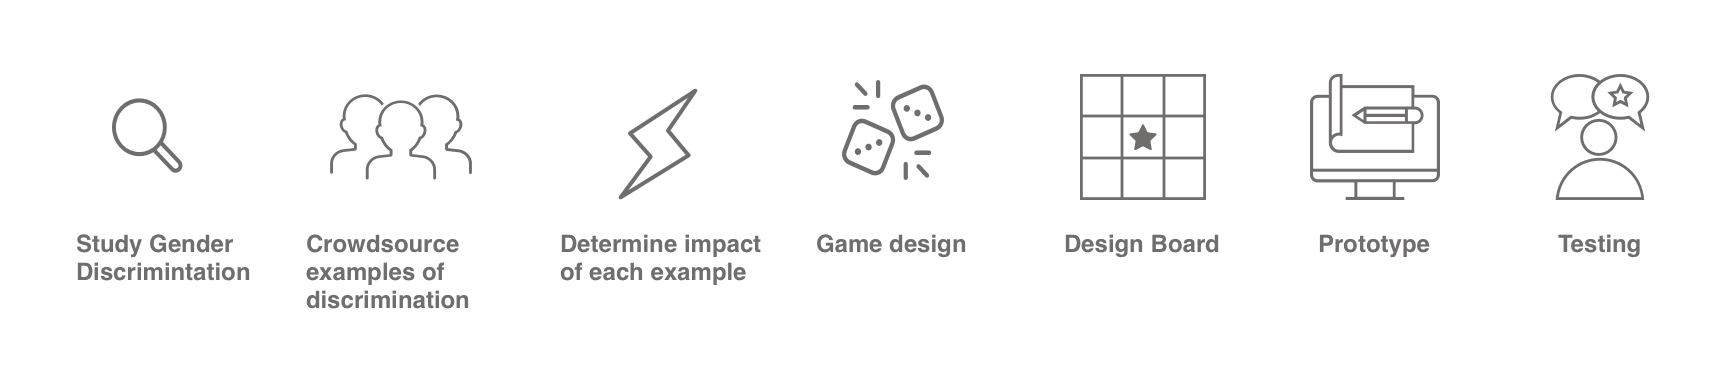 Study Gender
Discrimintation
Crowdsource
examples of
discrimination
Determine impact
of each example
Game design
Design Board
Prototype
Testing